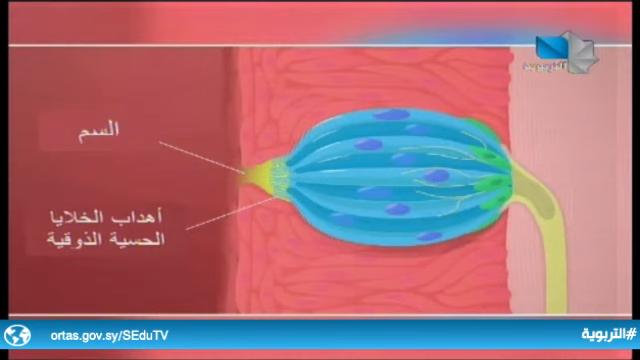 التربوية
السم
أهداب الخلايا
الحسية الذوقية
ortas.gov.sy/SEduTV
#التربوية